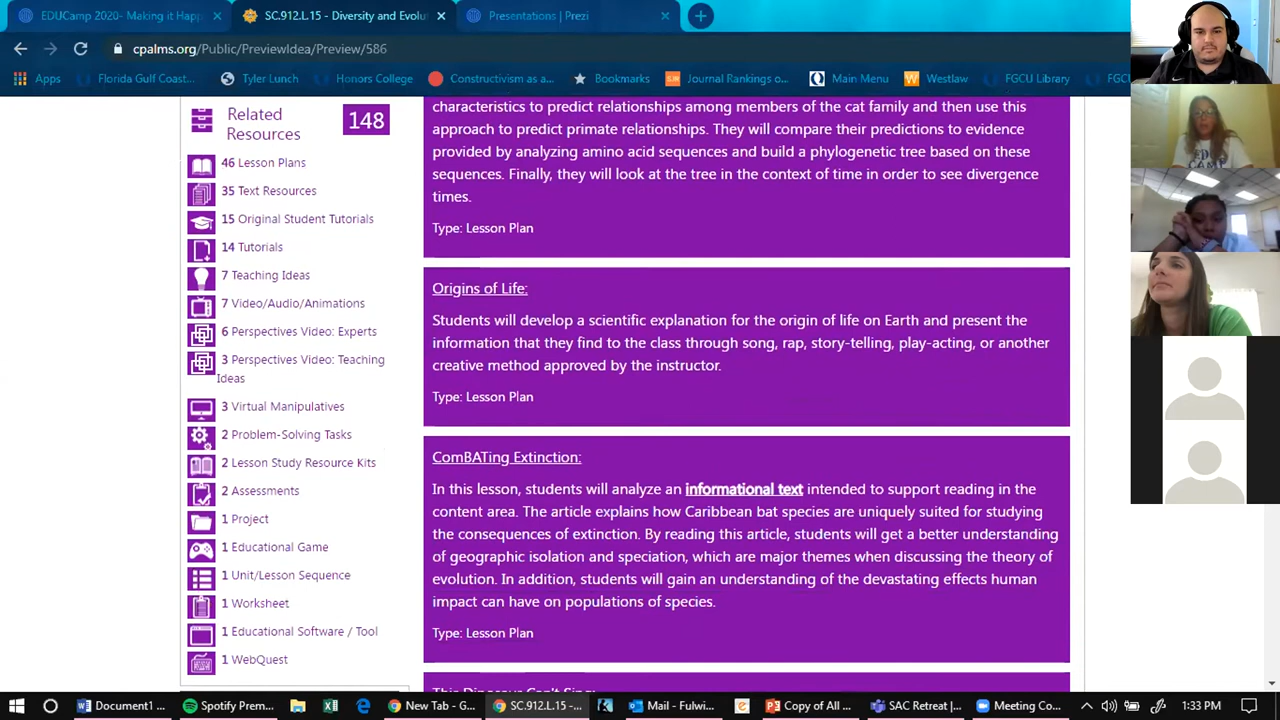 EDUCamp 2020- Making it Happ
SC.912.L.15 - Diversity and Evolu
Presentations | Prezi
cpalms.org/Public/PreviewIdea/Preview/586
Apps
Florida Gulf Coast...
Tyler Lunch
Honors College
Constructivism as a...
Bookmarks
Journal Rankings o...
Main Menu
Westlaw
FGCU Library
FGCU
Related
Resources
148
46 Lesson Plans
35 Text Resources
15 Original Student Tutorials
14 Tutorials
7 Teaching Ideas
7 Video/Audio/Animations
6 Perspectives Video: Experts
3 Perspectives Video: Teaching
Ideas
3 Virtual Manipulatives
2 Problem-Solving Tasks
2 Lesson Study Resource Kits
2 Assessments
1 Project
1 Educational Game
1 Unit/Lesson Sequence
1 Worksheet
1 Educational Software / Tool
1 WebQuest
characteristics to predict relationships among members of the cat family and then use this
approach to predict primate relationships. They will compare their predictions to evidence
provided by analyzing amino acid sequences and build a phylogenetic tree based on these
sequences. Finally, they will look at the tree in the context of time in order to see divergence
times.
Type: Lesson Plan
Origins of Life:
Students will develop a scientific explanation for the origin of life on Earth and present the
information that they find to the class through song, rap, story-telling, play-acting, or another
creative method approved by the instructor.
Type: Lesson Plan
ComBATing Extinction:
In this lesson, students will analyze an informational text intended to support reading in the
content area. The article explains how Caribbean bat species are uniquely suited for studying
the consequences of extinction. By reading this article, students will get a better understanding
of geographic isolation and speciation, which are major themes when discussing the theory of
evolution. In addition, students will gain an understanding of the devastating effects human
impact can have on populations of species.
Type: Lesson Plan
This Dinosaur Can't Sing:
EDU
CAMP
Document1 ...
Spotify Prem...
New Tab - G...
SC.912.L.15 -...
Mail - Fulwi...
Copy of All ...
SAC Retreat |...
Meeting Co...
1:33 PM